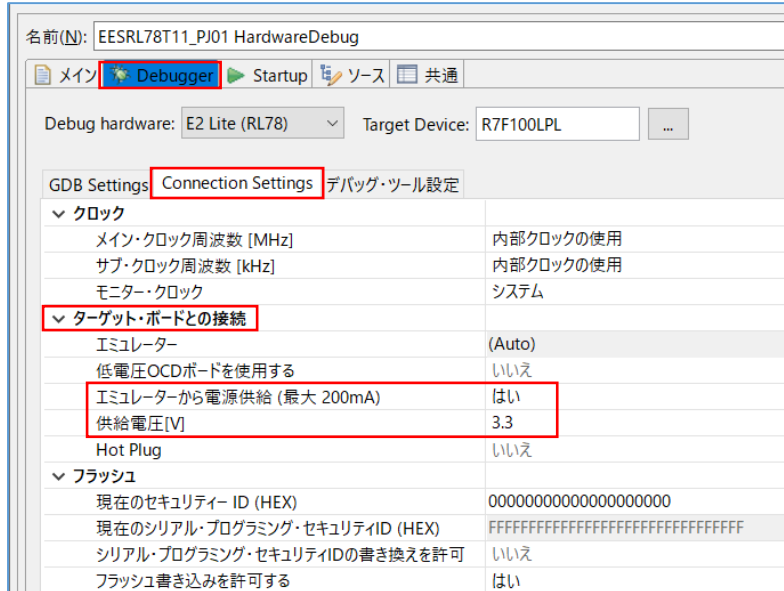 名前(N): EESRL78T11_PJ01 HardwareDebug
メイン Debugger Startup ソース 共通
Debug hardware: E2 Lite (RL78) Target Device: R7F100LPL ...
GDB Settings Connection Settings デバッグ・ツール設定
クロック
メイン・クロック周波数 [MHz] 内部クロックの使用
サブ・クロック周波数 [kHz] 内部クロックの使用
モニター・クロック システム
ターゲット・ボードとの接続
エミュレーター (Auto)
低電圧OCDボードを使用する いいえ
エミュレーターから電源供給 (最大 200mA) はい
供給電圧[V] 3.3
Hot Plug いいえ
フラッシュ
現在のセキュリティー ID (HEX) 00000000000000000000
現在のシリアル・プログラミング・セキュリティID (HEX) FFFFFFFFFFFFFFFFFFFFFFFFFFFFFFFF
シリアル・プログラミング・セキュリティIDの書き換えを許可 いいえ
フラッシュ書き込みを許可する はい